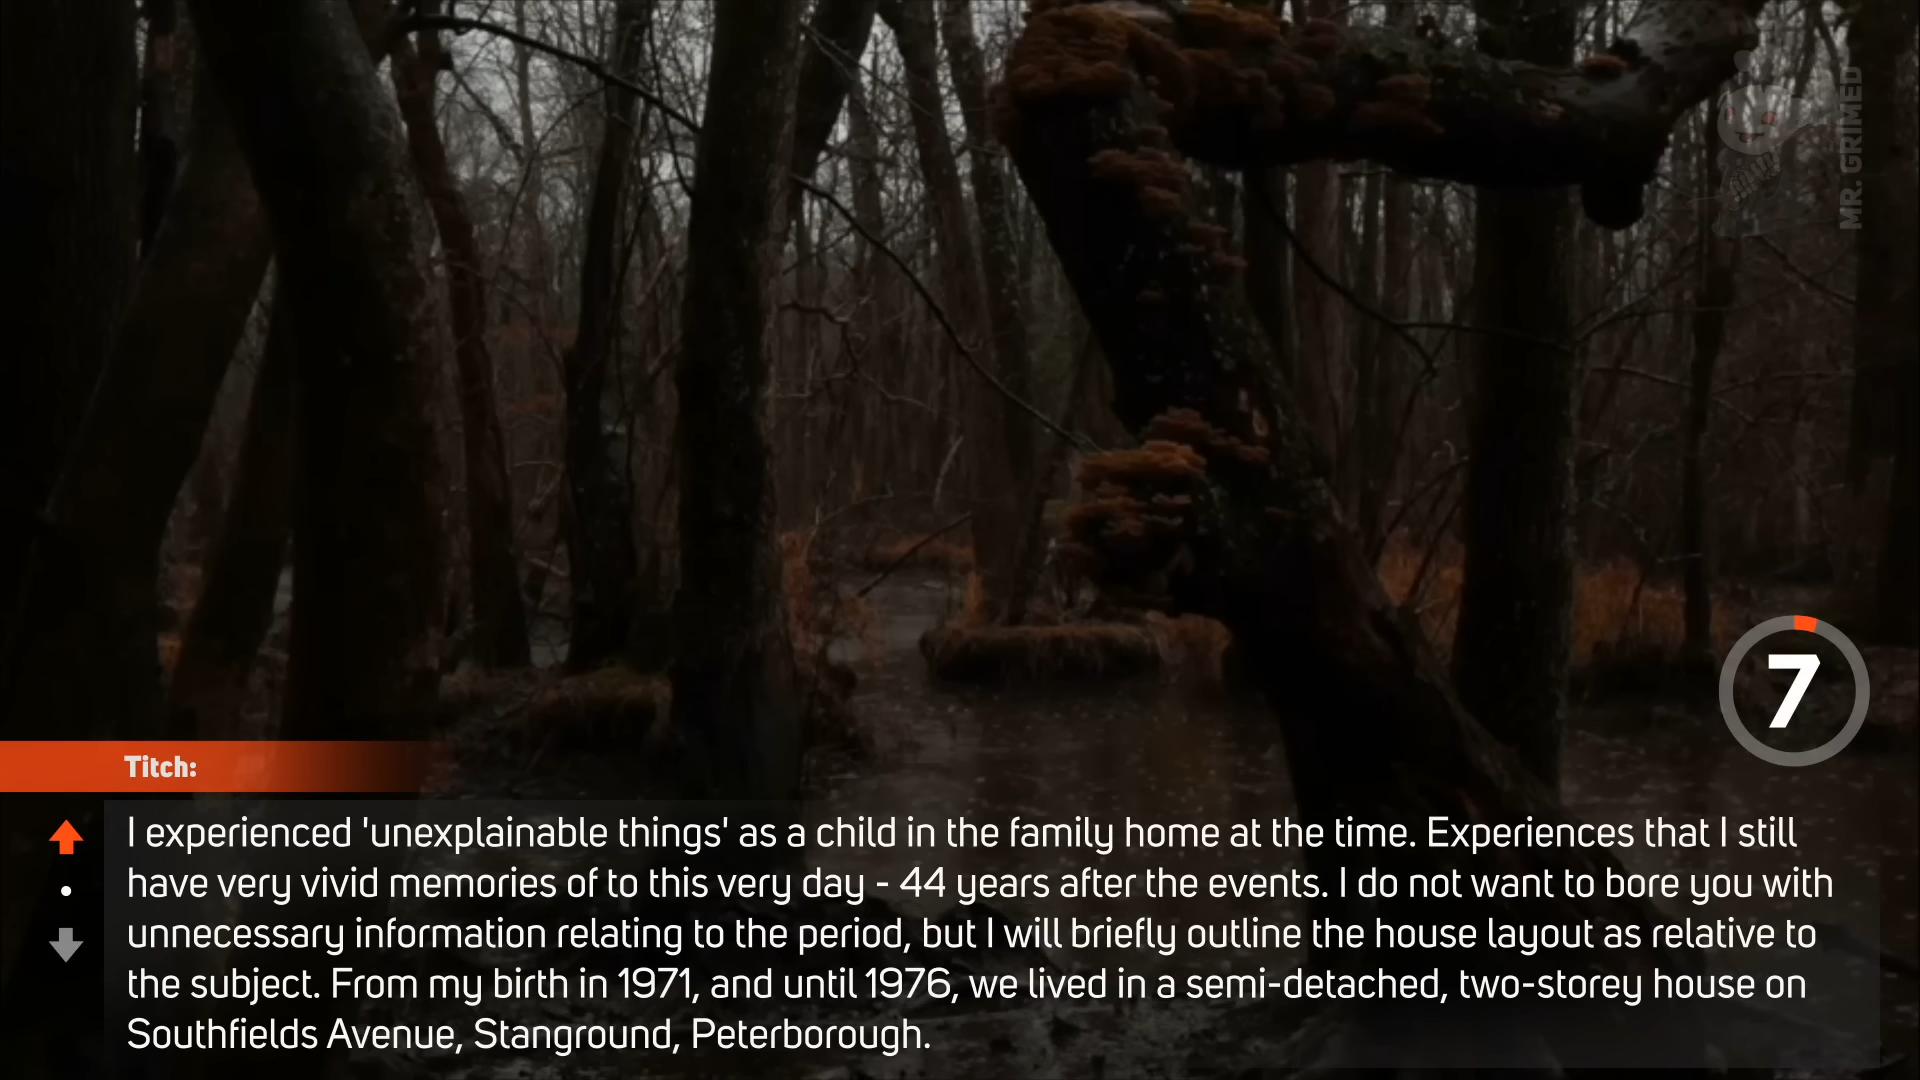 MR. GRIMED
7
Titch:
I experienced 'unexplainable things' as a child in the family home at the time. Experiences that I still
have very vivid memories of to this very day - 44 years after the events. I do not want to bore you with
unnecessary information relating to the period, but I will briefly outline the house layout as relative to
the subject. From my birth in 1971, and until 1976, we lived in a semi-detached, two-storey house on
Southfields Avenue, Stanground, Peterborough.